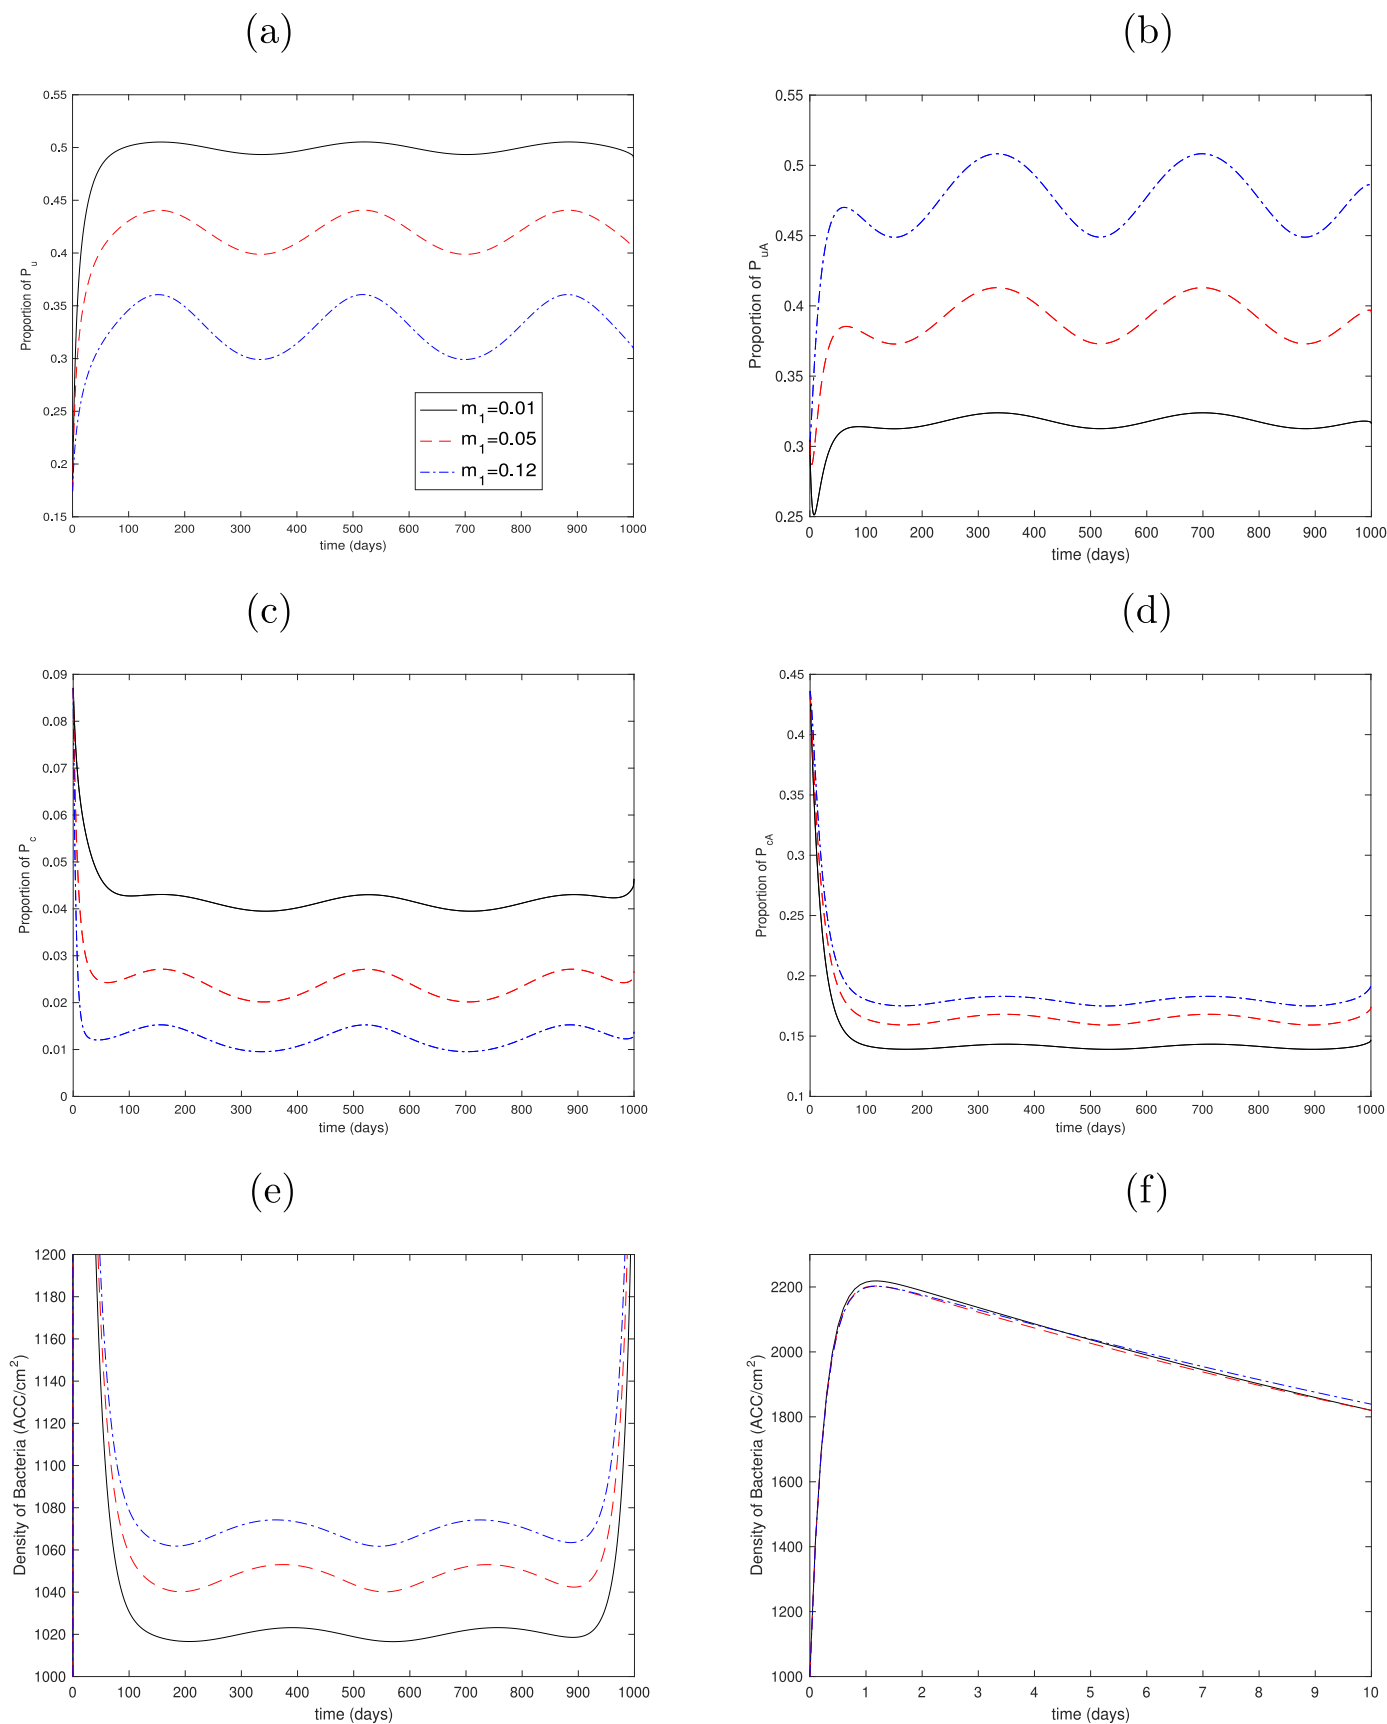 (a)
0.55
0.5
0.45
0.4
0.35
0.3
0.25
0.2
0.15
Proportion of P_u
m_1=0.01
m_1=0.05
m_1=0.12
0 100 200 300 400 500 600 700 800 900 1000
time (days)
(b)
0.55
0.5
0.45
0.4
0.35
0.3
0.25
Proportion of P_uA
0 100 200 300 400 500 600 700 800 900 1000
time (days)
(c)
0.09
0.08
0.07
0.06
0.05
0.04
0.03
0.02
0.01
0
Proportion of P_c
0 100 200 300 400 500 600 700 800 900 1000
time (days)
(d)
0.45
0.4
0.35
0.3
0.25
0.2
0.15
0.1
Proportion of P_cA
0 100 200 300 400 500 600 700 800 900 1000
time (days)
(e)
1200
1180
1160
1140
1120
1100
1080
1060
1040
1020
1000
Density of Bacteria (ACC/cm²)
0 100 200 300 400 500 600 700 800 900 1000
time (days)
(f)
2200
2000
1800
1600
1400
1200
1000
Density of Bacteria (ACC/cm²)
0 1 2 3 4 5 6 7 8 9 10
time (days)